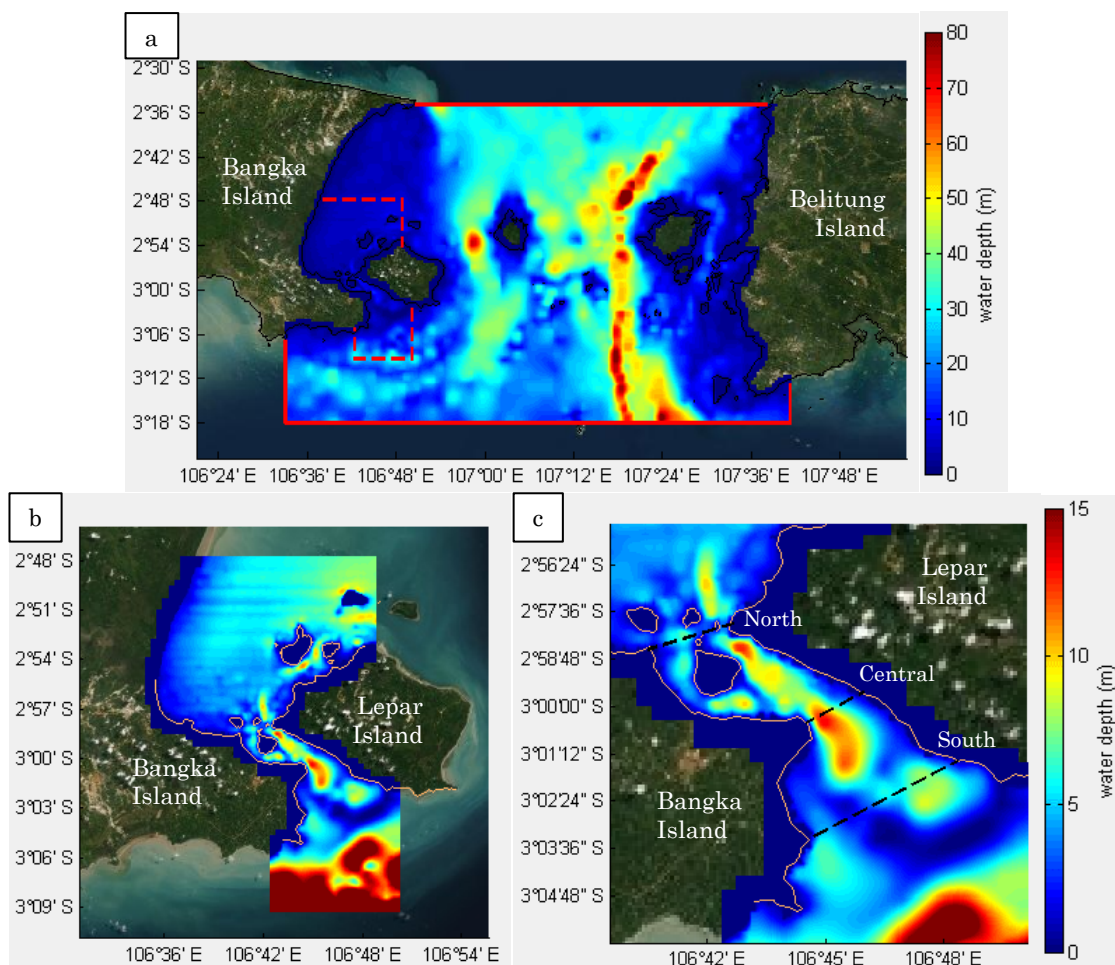 a
2°30' S
2°36' S
2°42' S
2°48' S
2°54' S
3°00' S
3°06' S
3°12' S
3°18' S
Bangka
Island
Belitung
Island
106°24' E 106°36' E 106°48' E 107°00' E 107°12' E 107°24' E 107°36' E 107°48' E
80
70
60
50
40
30
20
10
0
water depth (m)
b
2°48' S
2°51' S
2°54' S
2°57' S
3°00' S
3°03' S
3°06' S
3°09' S
Lepar
Island
Bangka
Island
106°36' E 106°42' E 106°48' E 106°54' E
c
2°56'24" S
2°57'36" S
2°58'48" S
3°00'00" S
3°01'12" S
3°02'24" S
3°03'36" S
3°04'48" S
Lepar
Island
North
Central
South
Bangka
Island
106°42' E 106°45' E 106°48' E
15
10
5
0
water depth (m)